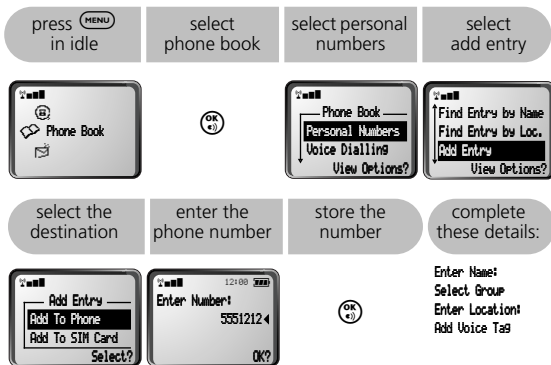 press MENU
in idle
select
phone book
select personal
numbers
select
add entry
Phone Book
OK
Phone Book
Personal Numbers
Voice Dialling
View Options?
Find Entry by Name
Find Entry by Loc.
Add Entry
View Options?
select the
destination
enter the
phone number
store the
number
complete
these details:
Add Entry
Add To Phone
Add To SIM Card
Select?
12:00
Enter Number:
5551212
OK?
OK
Enter Name:
Select Group
Enter Location:
Add Voice Tag